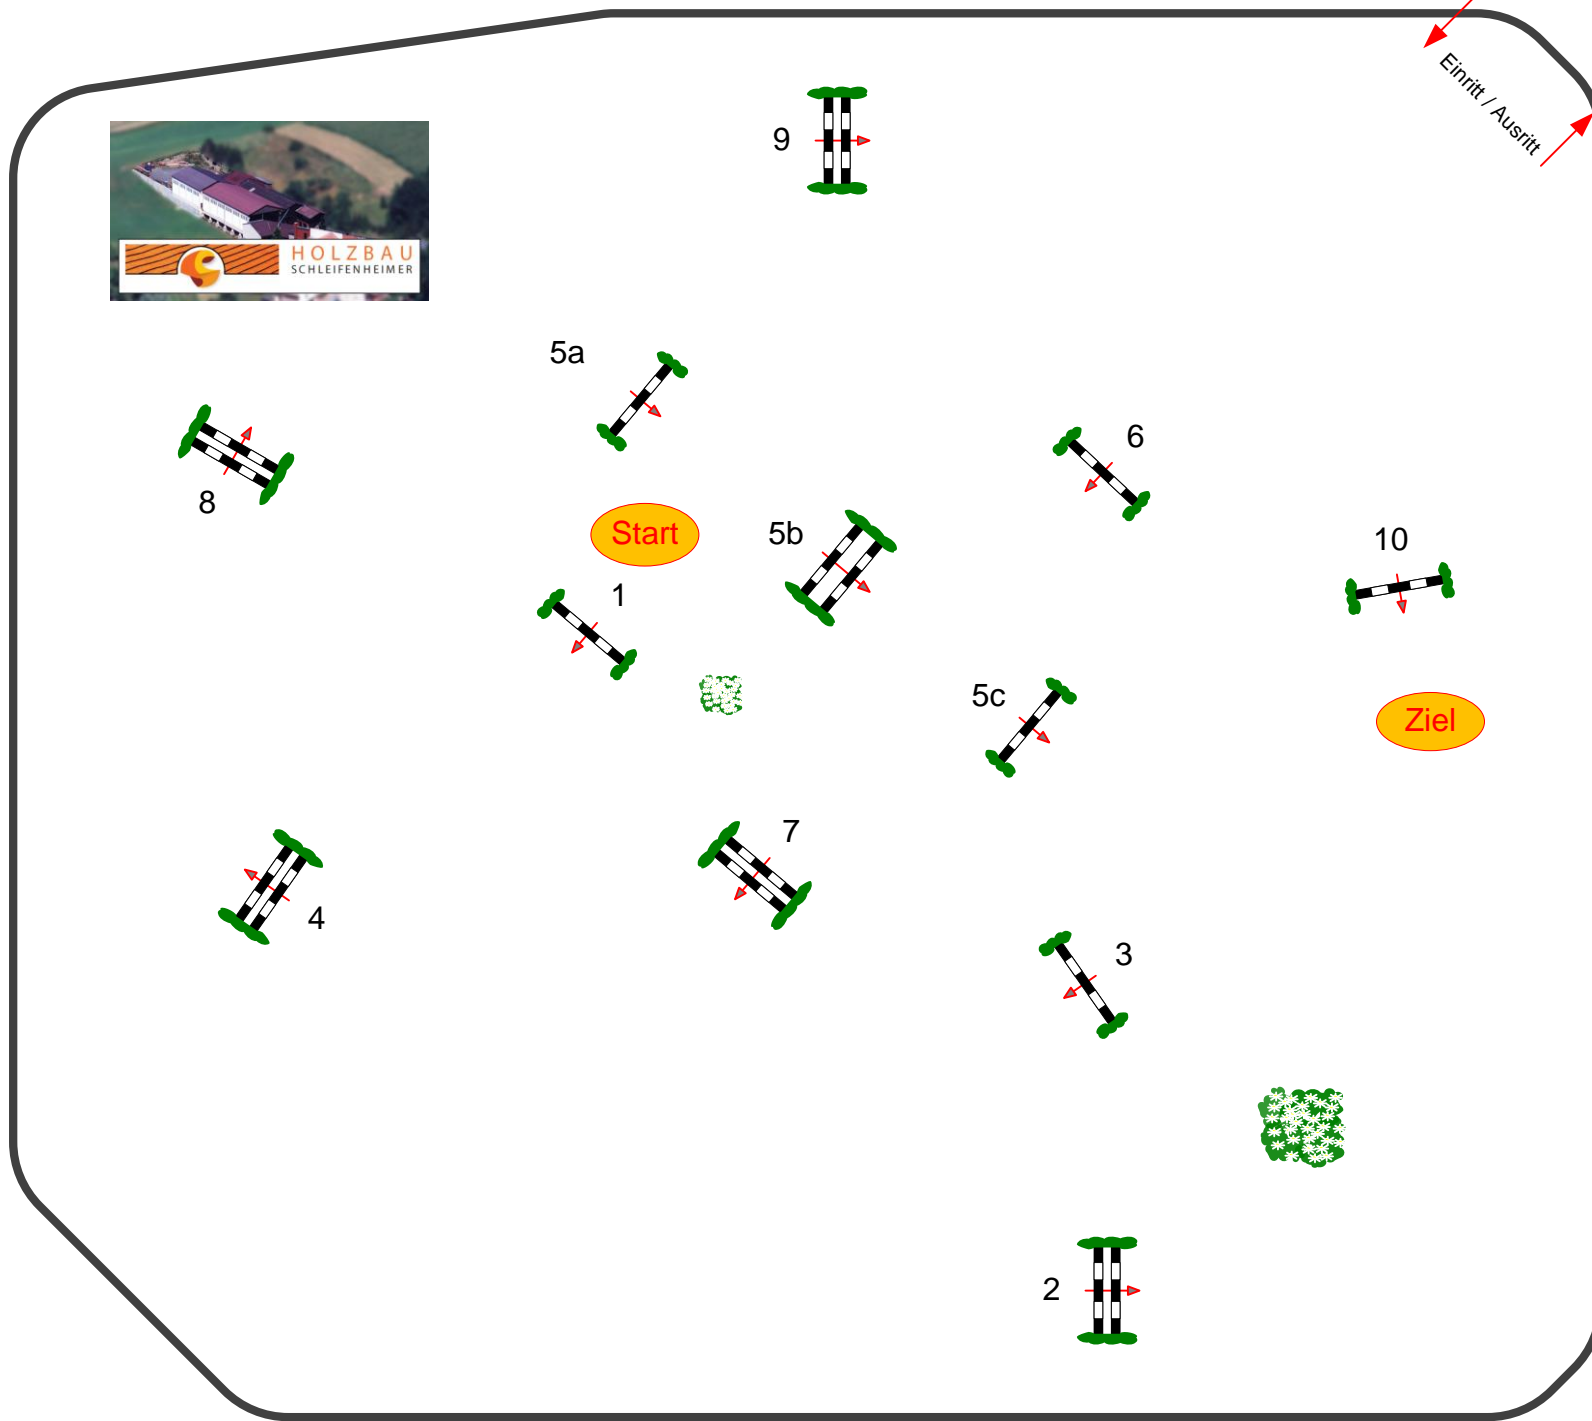 Einritt / Ausritt
9
HOLZBAU
SCHLEIFENHEIMER
5a
6
8
Start
5b
10
1
5c
Ziel
7
4
3
2